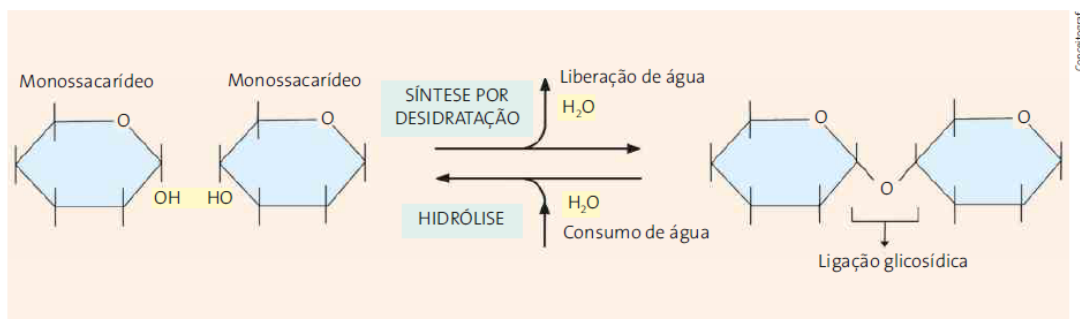 Monossacarídeo
Monossacarídeo
SÍNTESE POR
DESIDRATAÇÃO
Liberação de água
H₂O
O
O
OH
HO
HIDRÓLISE
H₂O
Consumo de água
O
O
O
Ligação glicosídica